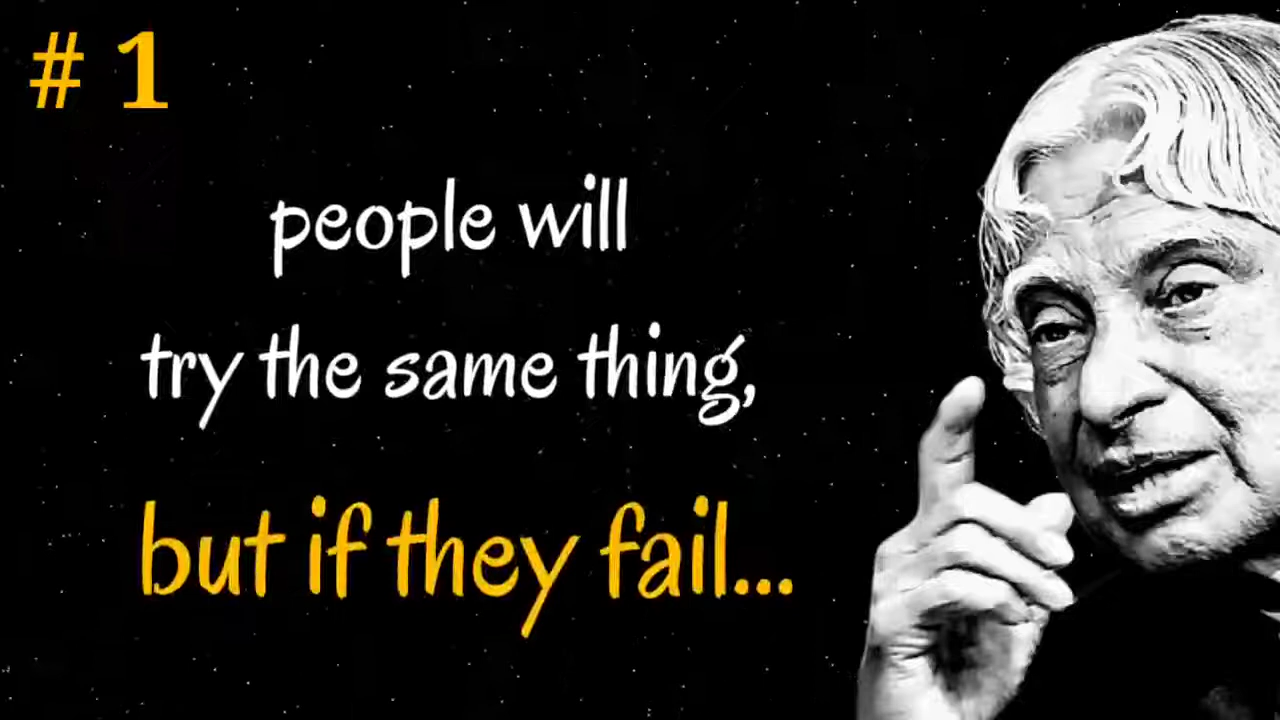 # 1
people will
try the same thing,
but if they fail...